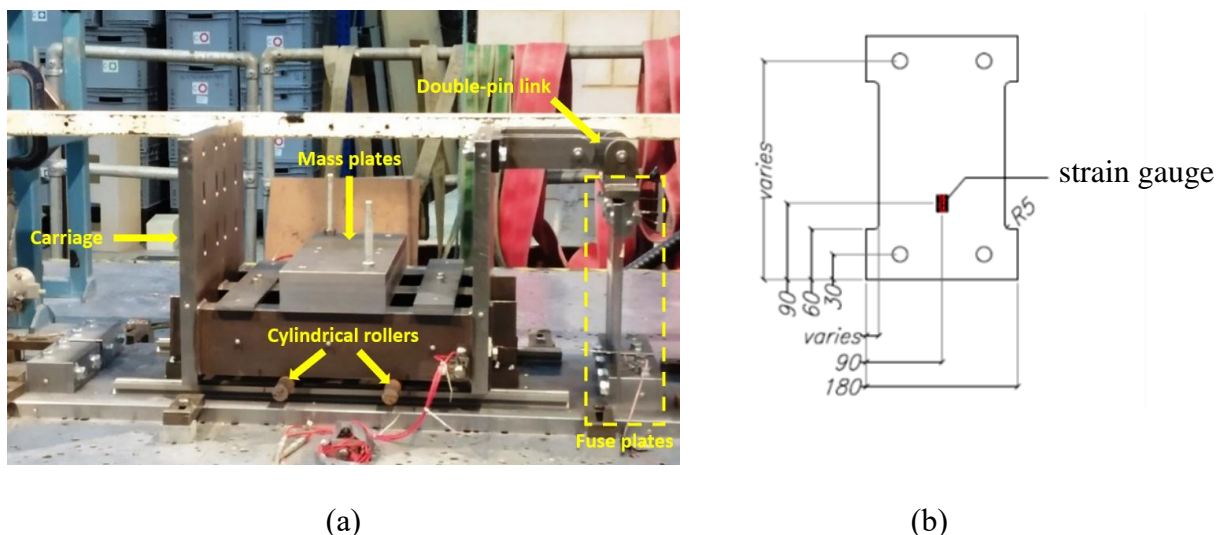 Double-pin link
Mass plates
Carriage
Cylindrical rollers
Fuse plates
(a)
varies
90
60
30
varies
90
180
R5
strain gauge
(b)